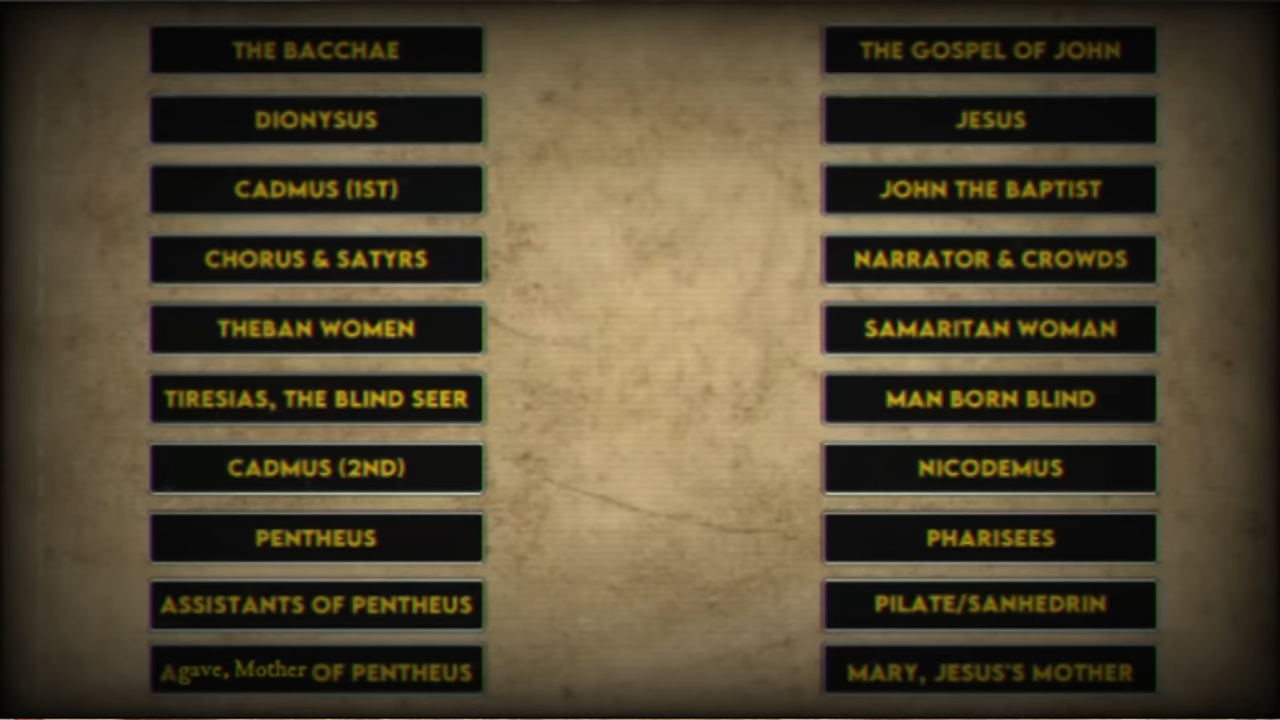 THE BACCHAE
THE GOSPEL OF JOHN
DIONYSUS
JESUS
CADMUS (1ST)
JOHN THE BAPTIST
CHORUS & SATYRS
NARRATOR & CROWDS
THEBAN WOMEN
SAMARITAN WOMAN
TIRESIAS, THE BLIND SEER
MAN BORN BLIND
CADMUS (2ND)
NICODEMUS
PENTHEUS
PHARISEES
ASSISTANTS OF PENTHEUS
PILATE/SANHEDRIN
Agave, Mother OF PENTHEUS
MARY, JESUS'S MOTHER